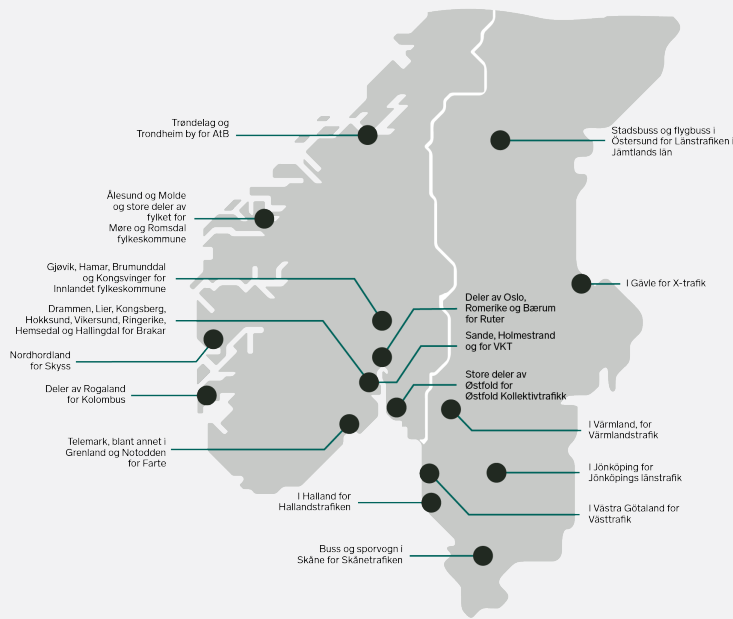 Trøndelag og
Trondheim by for AtB
Stadsbuss og flygbuss i
Östersund for Länstrafiken i
Jämtlands län
Ålesund og Molde
og store deler av
fylket for
Møre og Romsdal
fylkeskommune
Gjøvik, Hamar, Brumunddal
og Kongsvinger for
Innlandet fylkeskommune
I Gävle for X-trafik
Drammen, Lier, Kongsberg,
Hokksund, Vikersund, Ringerike,
Hemsedal og Hallingdal for Brakar
Deler av Oslo,
Romerike og Bærum
for Ruter
Sande, Holmestrand
og for VKT
Nordhordland
for Skyss
Store deler av
Østfold for
Østfold Kollektivtrafikk
Deler av Rogaland
for Kolombus
I Värmland, for
Värmlandstrafik
Telemark, blant annet i
Grenland og Notodden
for Farte
I Jönköping for
Jönköpings länstrafik
I Halland for
Hallandstrafiken
I Västra Götaland for
Västtrafik
Buss og sporvogn i
Skåne for Skånetrafiken